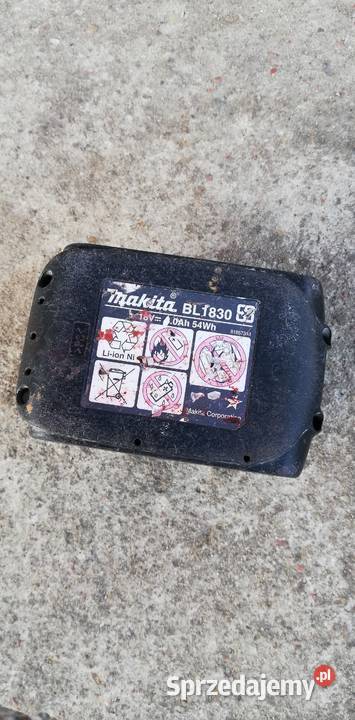 makita® BL1830
18V 3.0Ah 54Wh
Li-ion Ni
Makita Corporation
Sprzedajemy.pl